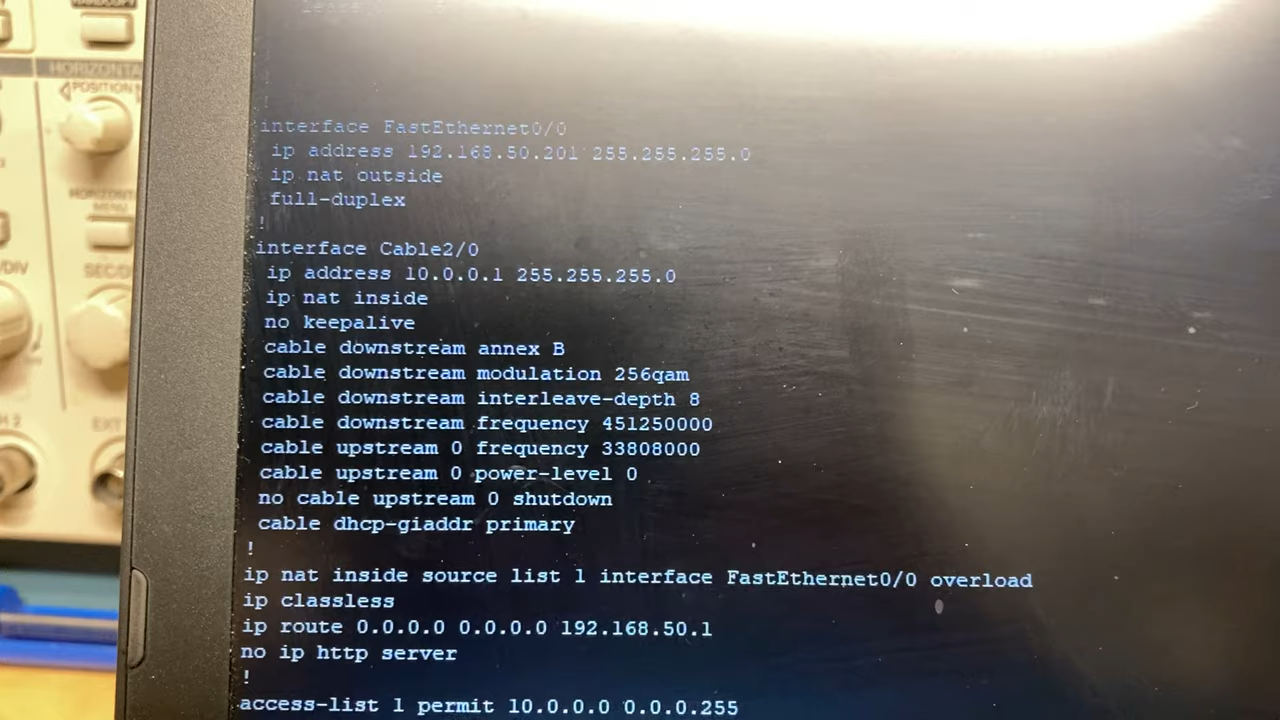 HORIZONTA
POSITION
HORIZONTA
MENU
SEC/D
EXT
interface FastEthernet0/0
ip address 192.168.50.201 255.255.255.0
ip nat outside
full-duplex
!
interface Cable2/0
ip address 10.0.0.1 255.255.255.0
ip nat inside
no keepalive
cable downstream annex B
cable downstream modulation 256qam
cable downstream interleave-depth 8
cable downstream frequency 451250000
cable upstream 0 frequency 33808000
cable upstream 0 power-level 0
no cable upstream 0 shutdown
cable dhcp-giaddr primary
!
ip nat inside source list 1 interface FastEthernet0/0 overload
ip classless
ip route 0.0.0.0 0.0.0.0 192.168.50.1
no ip http server
!
access-list 1 permit 10.0.0.0 0.0.0.255